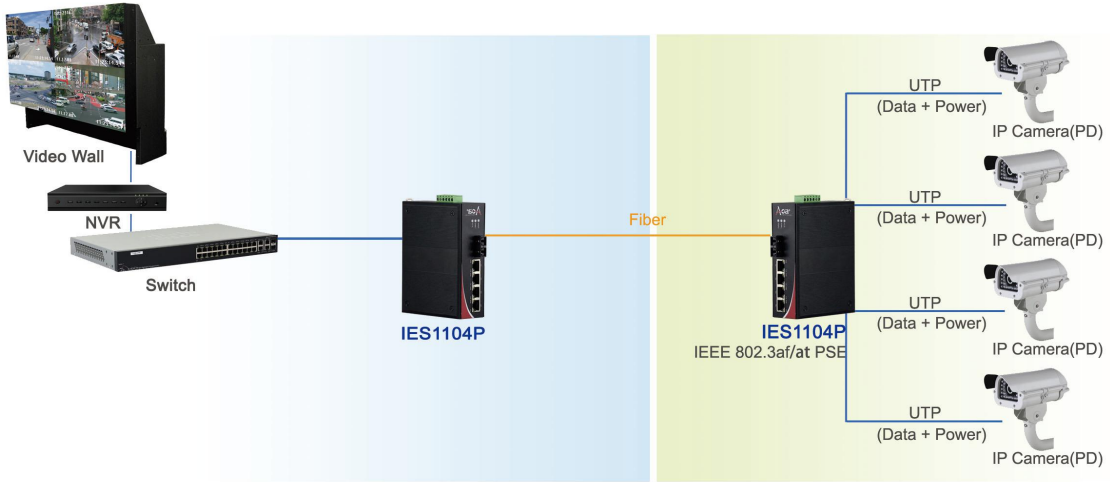 Video Wall
NVR
Switch
IES1104P
Fiber
IES1104P
IEEE 802.3af/at PSE
UTP
(Data + Power)
IP Camera(PD)
UTP
(Data + Power)
IP Camera(PD)
UTP
(Data + Power)
IP Camera(PD)
UTP
(Data + Power)
IP Camera(PD)